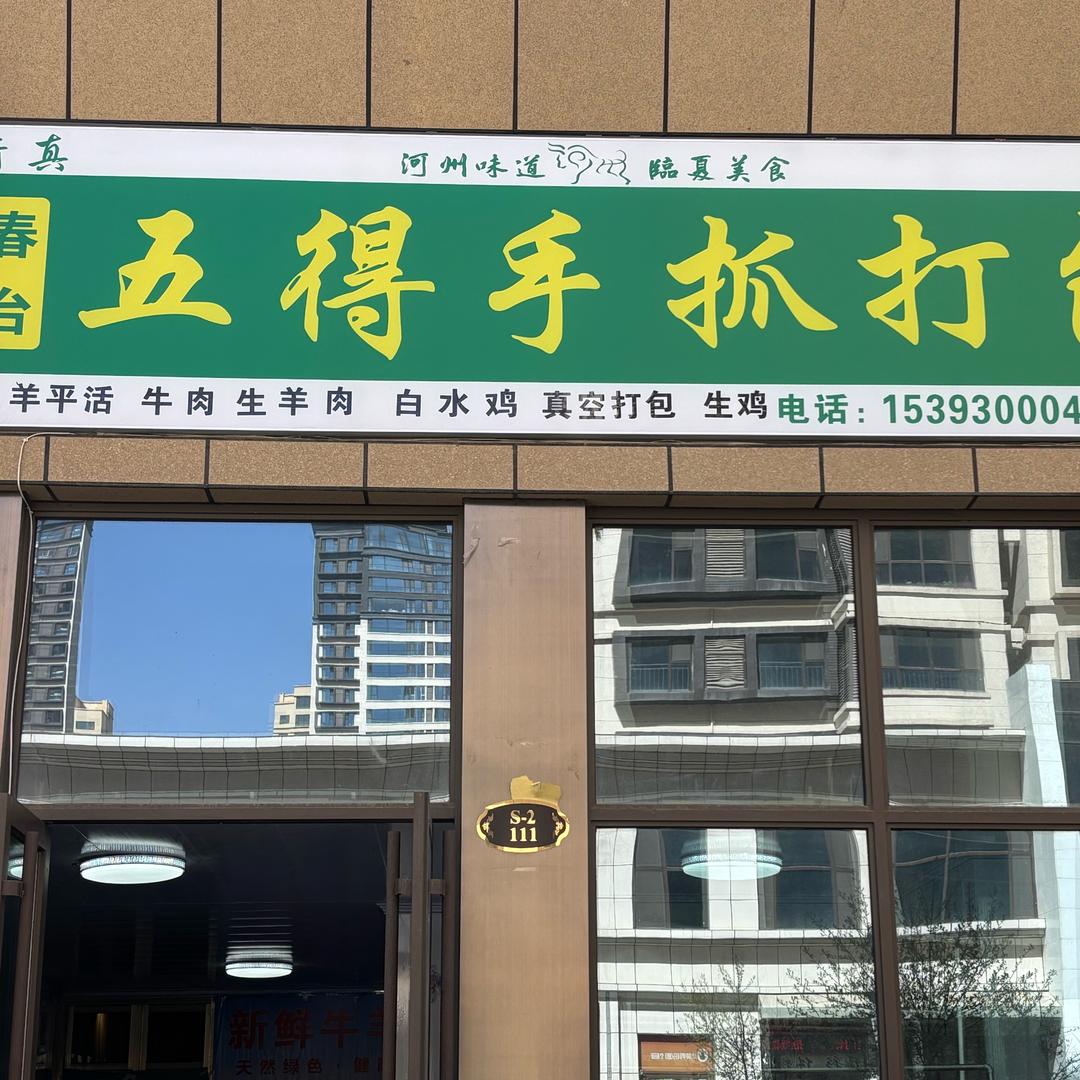 真
河州味道 臨夏美食
春台
五得手抓打
羊平活 牛肉 生羊肉 白水鸡 真空打包 生鸡 电话：153930004
S-2
111
新鲜牛羊
天然绿色·健